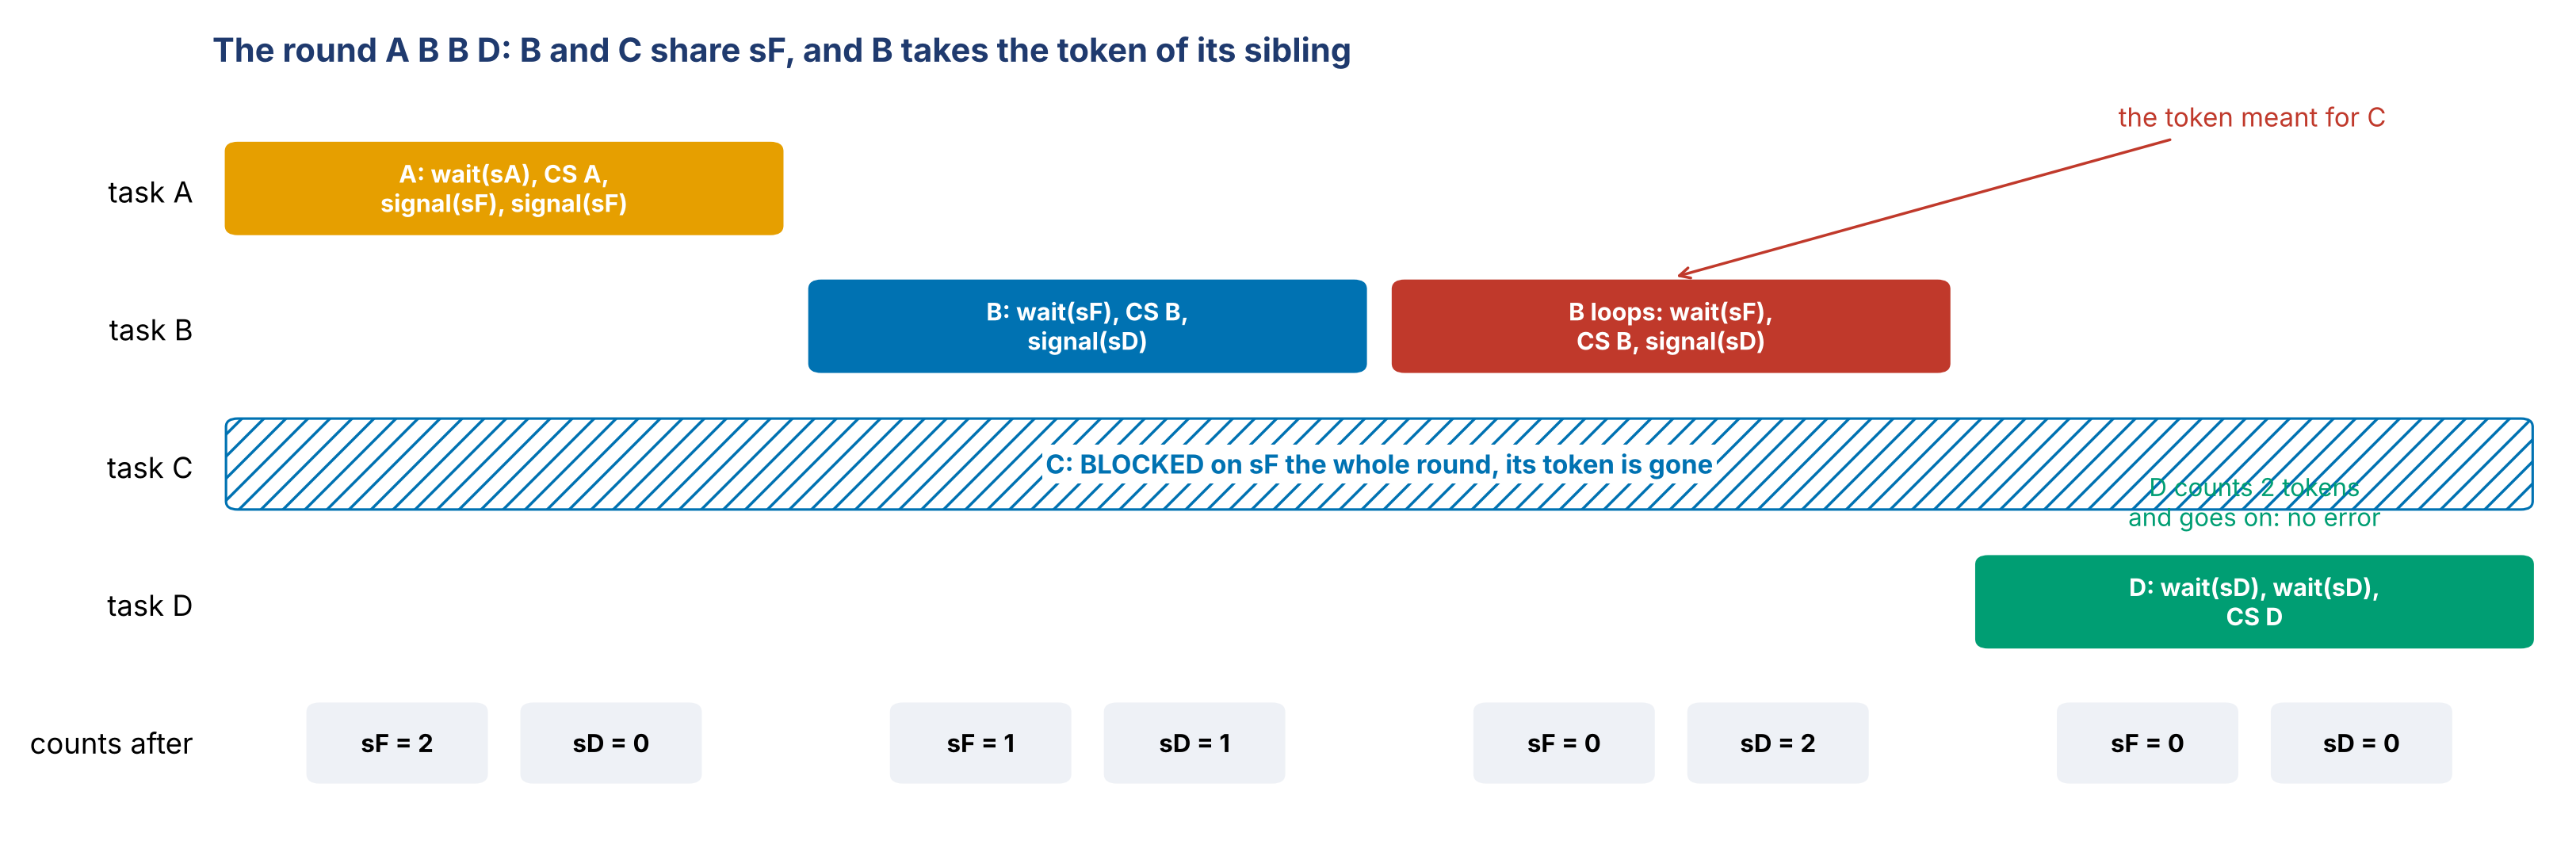 The round A B B D: B and C share sF, and B takes the token of its sibling
the token meant for C
task A
A: wait(sA), CS A,
signal(sF), signal(sF)
task B
B: wait(sF), CS B,
signal(sD)
B loops: wait(sF),
CS B, signal(sD)
task C
C: BLOCKED on sF the whole round, its token is gone
D counts 2 tokens
and goes on: no error
task D
D: wait(sD), wait(sD),
CS D
counts after
sF = 2
sD = 0
sF = 1
sD = 1
sF = 0
sD = 2
sF = 0
sD = 0